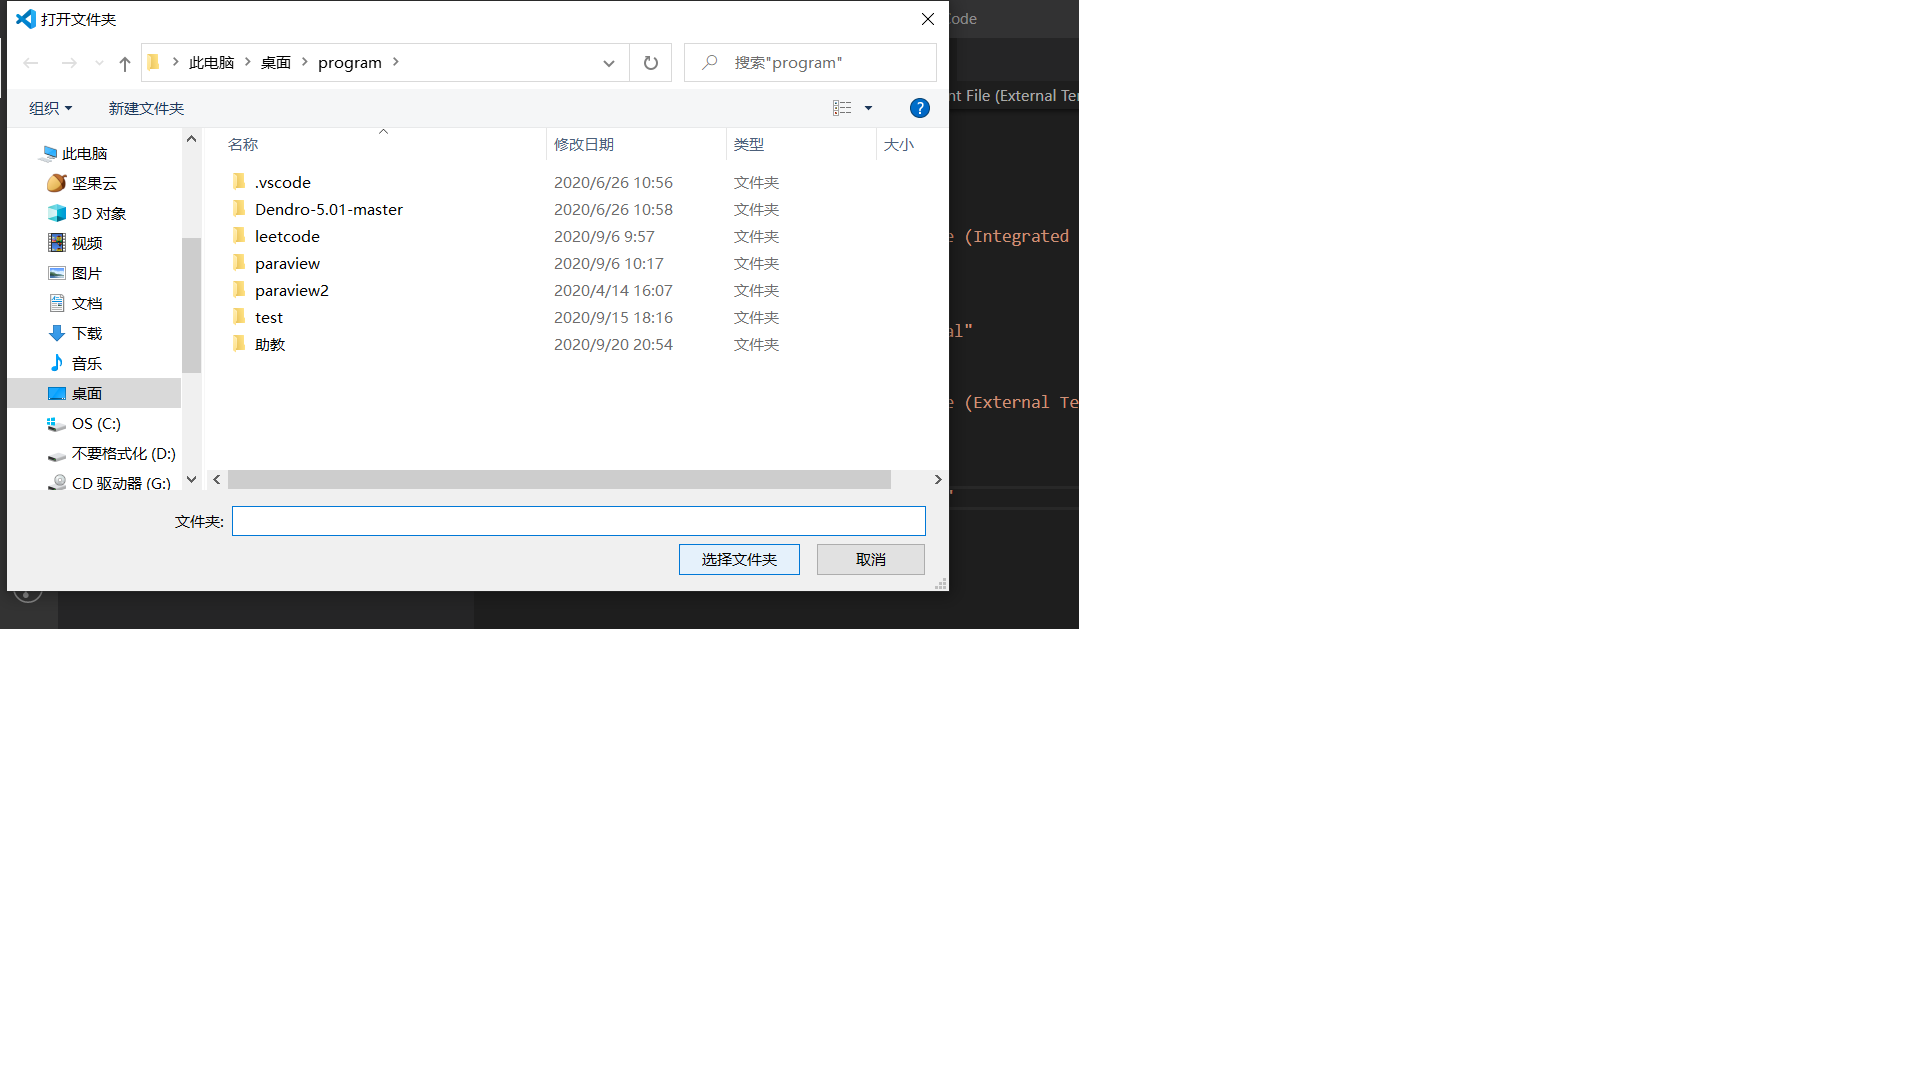 打开文件夹
Code
此电脑 桌面 program
搜索"program"
组织 新建文件夹
nt File (External Ter
名称 修改日期 类型 大小
此电脑
坚果云
3D 对象
视频
图片
文档
下载
音乐
桌面
OS (C:)
不要格式化 (D:)
CD 驱动器 (G:)
.vscode 2020/6/26 10:56 文件夹
Dendro-5.01-master 2020/6/26 10:58 文件夹
leetcode 2020/9/6 9:57 文件夹
paraview 2020/9/6 10:17 文件夹
paraview2 2020/4/14 16:07 文件夹
test 2020/9/15 18:16 文件夹
助教 2020/9/20 20:54 文件夹
e (Integrated
al"
e (External Te
"
文件夹:
选择文件夹 取消